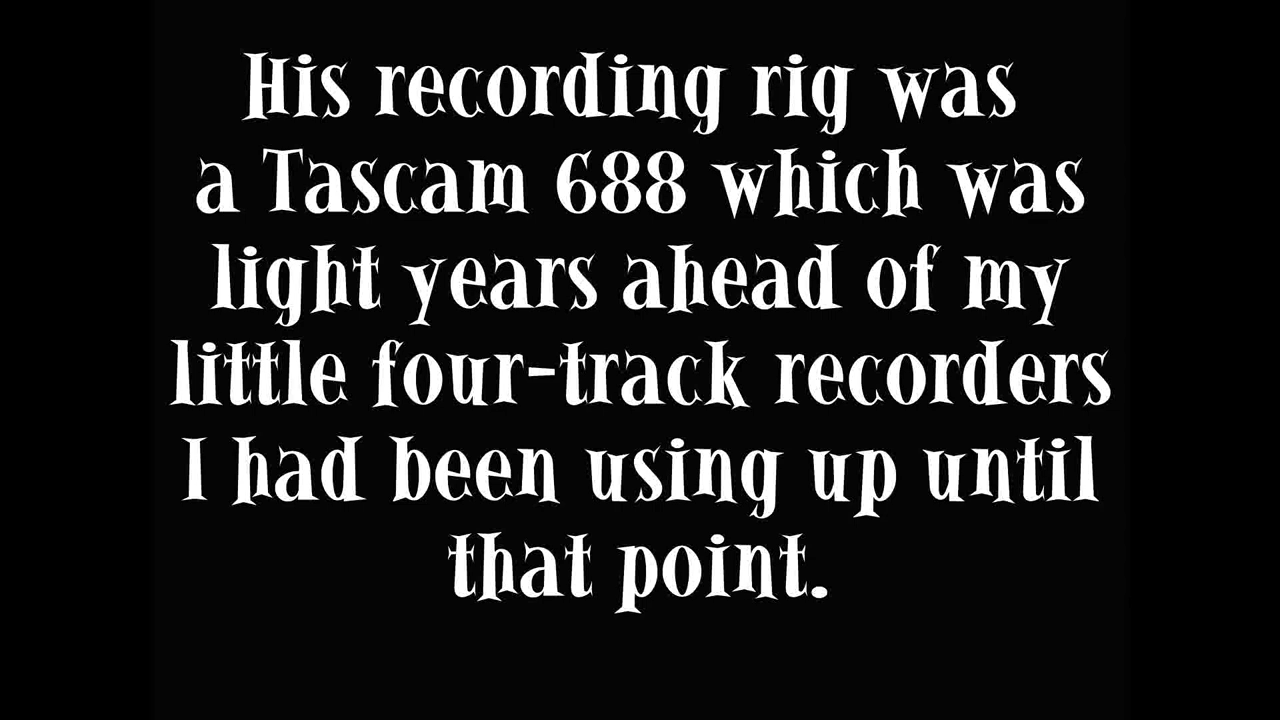 His recording rig was
a Tascam 688 which was
light years ahead of my
little four-track recorders
I had been using up until
that point.